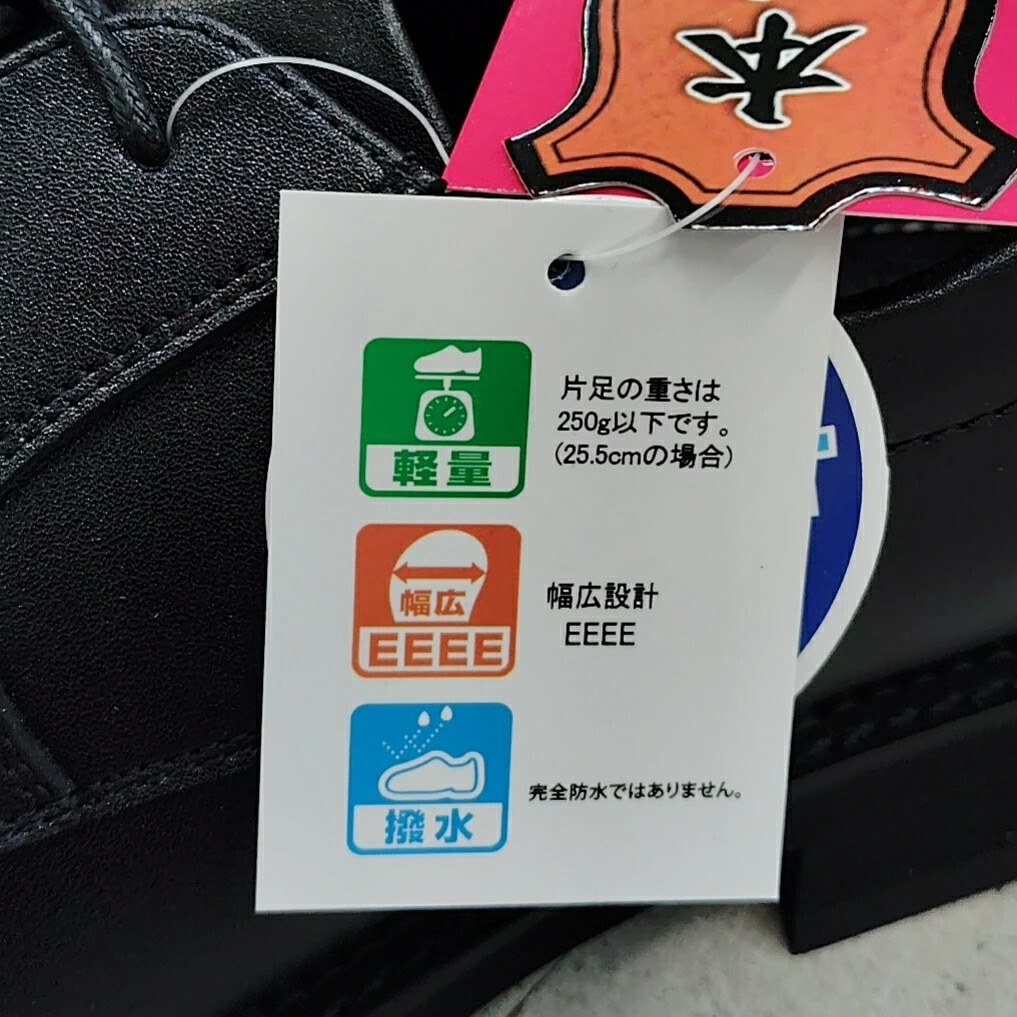 片足の重さは
250g以下です。
(25.5cmの場合)
軽量
幅広
EEEE
幅広設計
EEEE
撥水
完全防水ではありません。